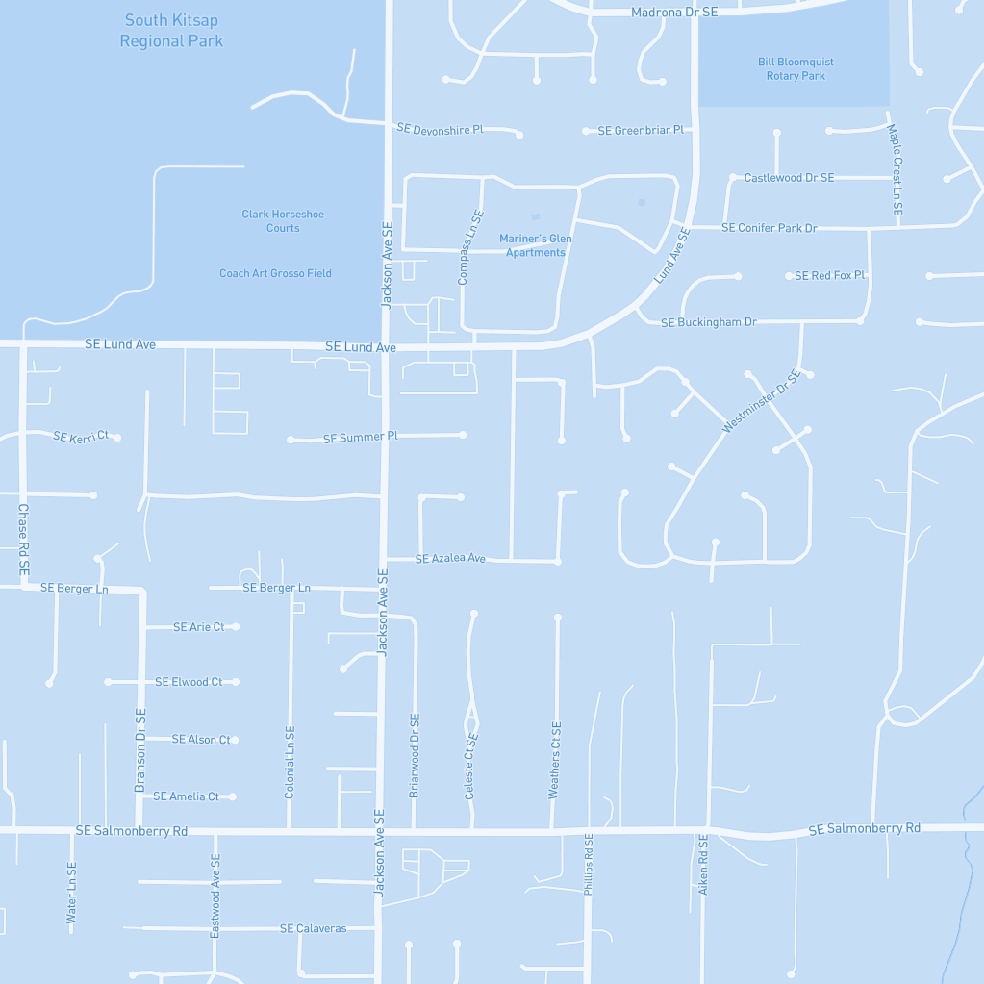 Madrona Dr SE
South Kitsap
Regional Park
Bill Bloomquist
Rotary Park
SE Devonshire Pl
SE Greenbriar Pl
Maple Crest Ln SE
Castlewood Dr SE
Clark Horseshoe
Courts
Compass Ln SE
SE Conifer Park Dr
Mariner's Glen
Apartments
Jackson Ave SE
Lund Ave SE
Coach Art Grosso Field
SE Red Fox Pl
SE Buckingham Dr
SE Lund Ave
SE Lund Ave
Westminster Dr SE
SE Kerri Ct
SE Summer Pl
Chase Rd SE
SE Azalea Ave
SE Berger Ln
SE Berger Ln
Jackson Ave SE
SE Arie Ct
SE Elwood Ct
Branson Dr SE
SE Alsor Ct
Colonial Ln SE
Briarwood Dr SE
Celeste Ct SE
Weathers Ct SE
SE Amelia Ct
SE Salmonberry Rd
SE Salmonberry Rd
Jackson Ave SE
Phillips Rd SE
Aiken Rd SE
Water Ln SE
Eastwood Ave SE
SE Calaveras